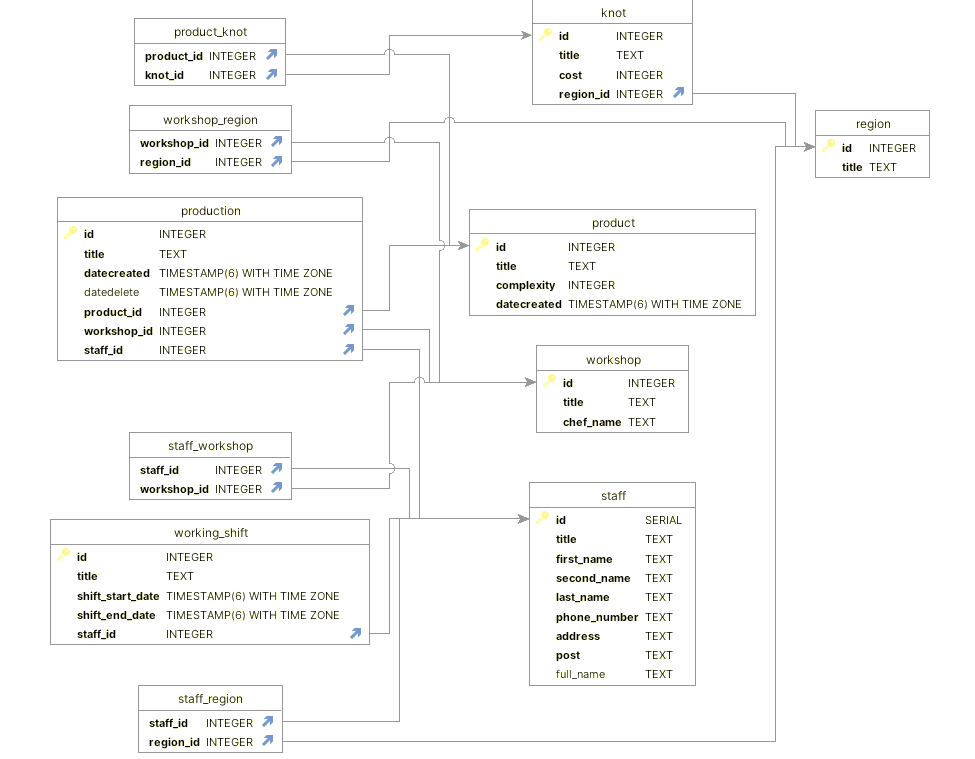 product_knot
product_id INTEGER
knot_id INTEGER
knot
id INTEGER
title TEXT
cost INTEGER
region_id INTEGER
workshop_region
workshop_id INTEGER
region_id INTEGER
region
id INTEGER
title TEXT
production
id INTEGER
title TEXT
datecreated TIMESTAMP(6) WITH TIME ZONE
datedelete TIMESTAMP(6) WITH TIME ZONE
product_id INTEGER
workshop_id INTEGER
staff_id INTEGER
product
id INTEGER
title TEXT
complexity INTEGER
datecreated TIMESTAMP(6) WITH TIME ZONE
workshop
id INTEGER
title TEXT
chef_name TEXT
staff_workshop
staff_id INTEGER
workshop_id INTEGER
staff
id SERIAL
title TEXT
first_name TEXT
second_name TEXT
last_name TEXT
phone_number TEXT
address TEXT
post TEXT
full_name TEXT
working_shift
id INTEGER
title TEXT
shift_start_date TIMESTAMP(6) WITH TIME ZONE
shift_end_date TIMESTAMP(6) WITH TIME ZONE
staff_id INTEGER
staff_region
staff_id INTEGER
region_id INTEGER